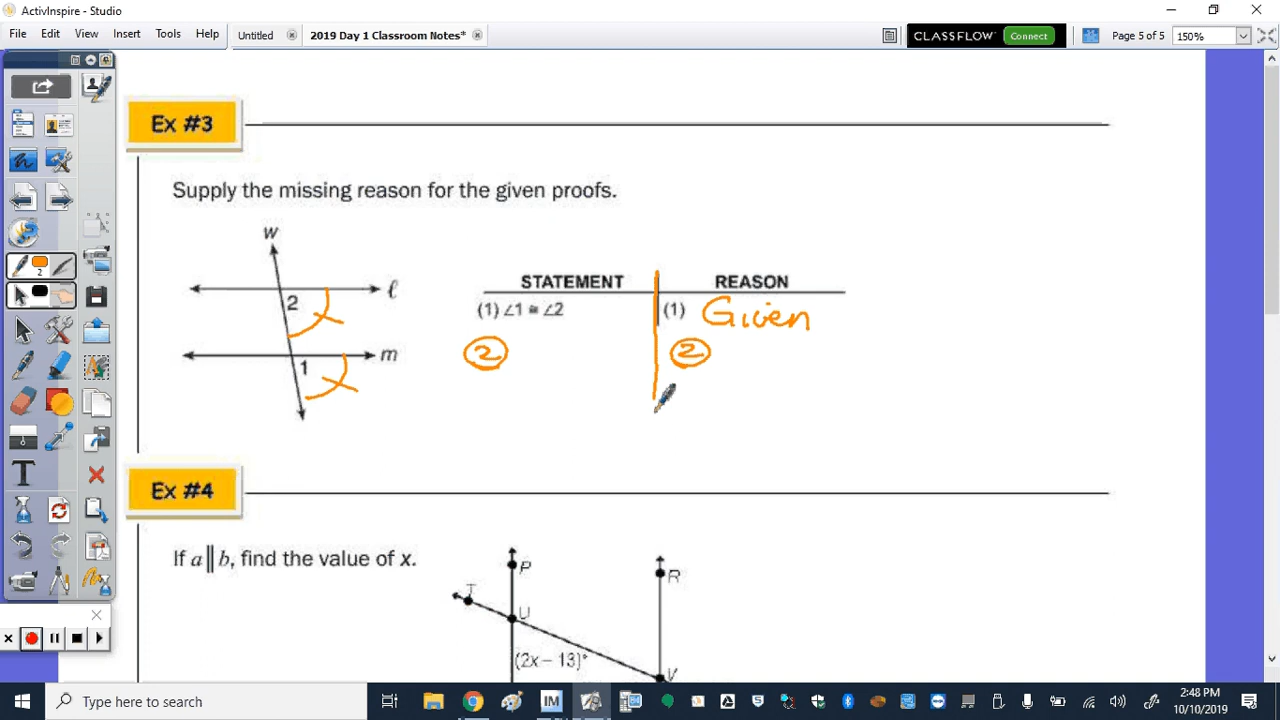 ActivInspire - Studio
File Edit View Insert Tools Help Untitled 2019 Day 1 Classroom Notes* CLASSFLOW Connect Page 5 of 5 150%
Ex #3
Supply the missing reason for the given proofs.
w
ℓ
2
m
1
STATEMENT REASON
(1) ∠1 ≅ ∠2 (1) Given
2 2
Ex #4
If a ∥ b, find the value of x.
P
R
T
U
(2x – 13)°
V
2
T
Type here to search
IM
S
2:48 PM
10/10/2019